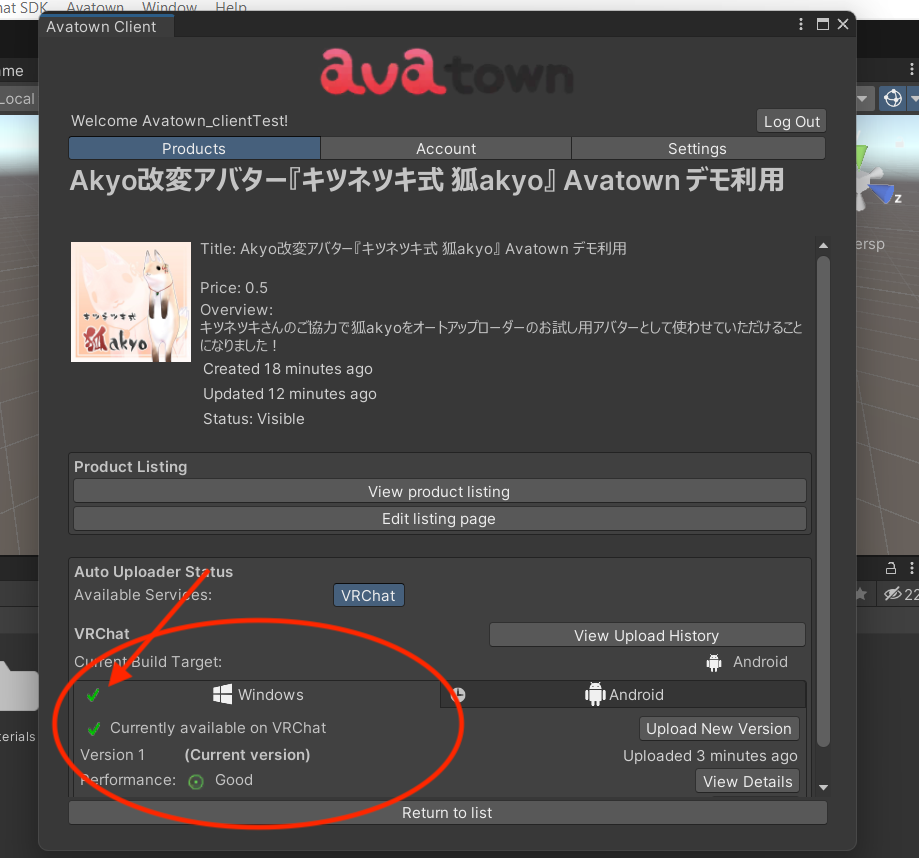 hat SDK Avatown Window Help
Avatown Client
ame
Local
avatown
Welcome Avatown_clientTest!
Log Out
Products Account Settings
Akyo改変アバター『キツネツキ式 狐akyo』 Avatown デモ利用
z
ersp
キツネツキ式
狐akyo
Title: Akyo改変アバター『キツネツキ式 狐akyo』 Avatown デモ利用
Price: 0.5
Overview:
キツネツキさんのご協力で狐akyoをオートアップローダーのお試し用アバターとして使わせていただけること
になりました！
Created 18 minutes ago
Updated 12 minutes ago
Status: Visible
Product Listing
View product listing
Edit listing page
Auto Uploader Status
Available Services: VRChat
22
VRChat View Upload History
Current Build Target: Android
Windows Android
Currently available on VRChat Upload New Version
Version 1 (Current version) Uploaded 3 minutes ago
erials
Performance: Good View Details
Return to list